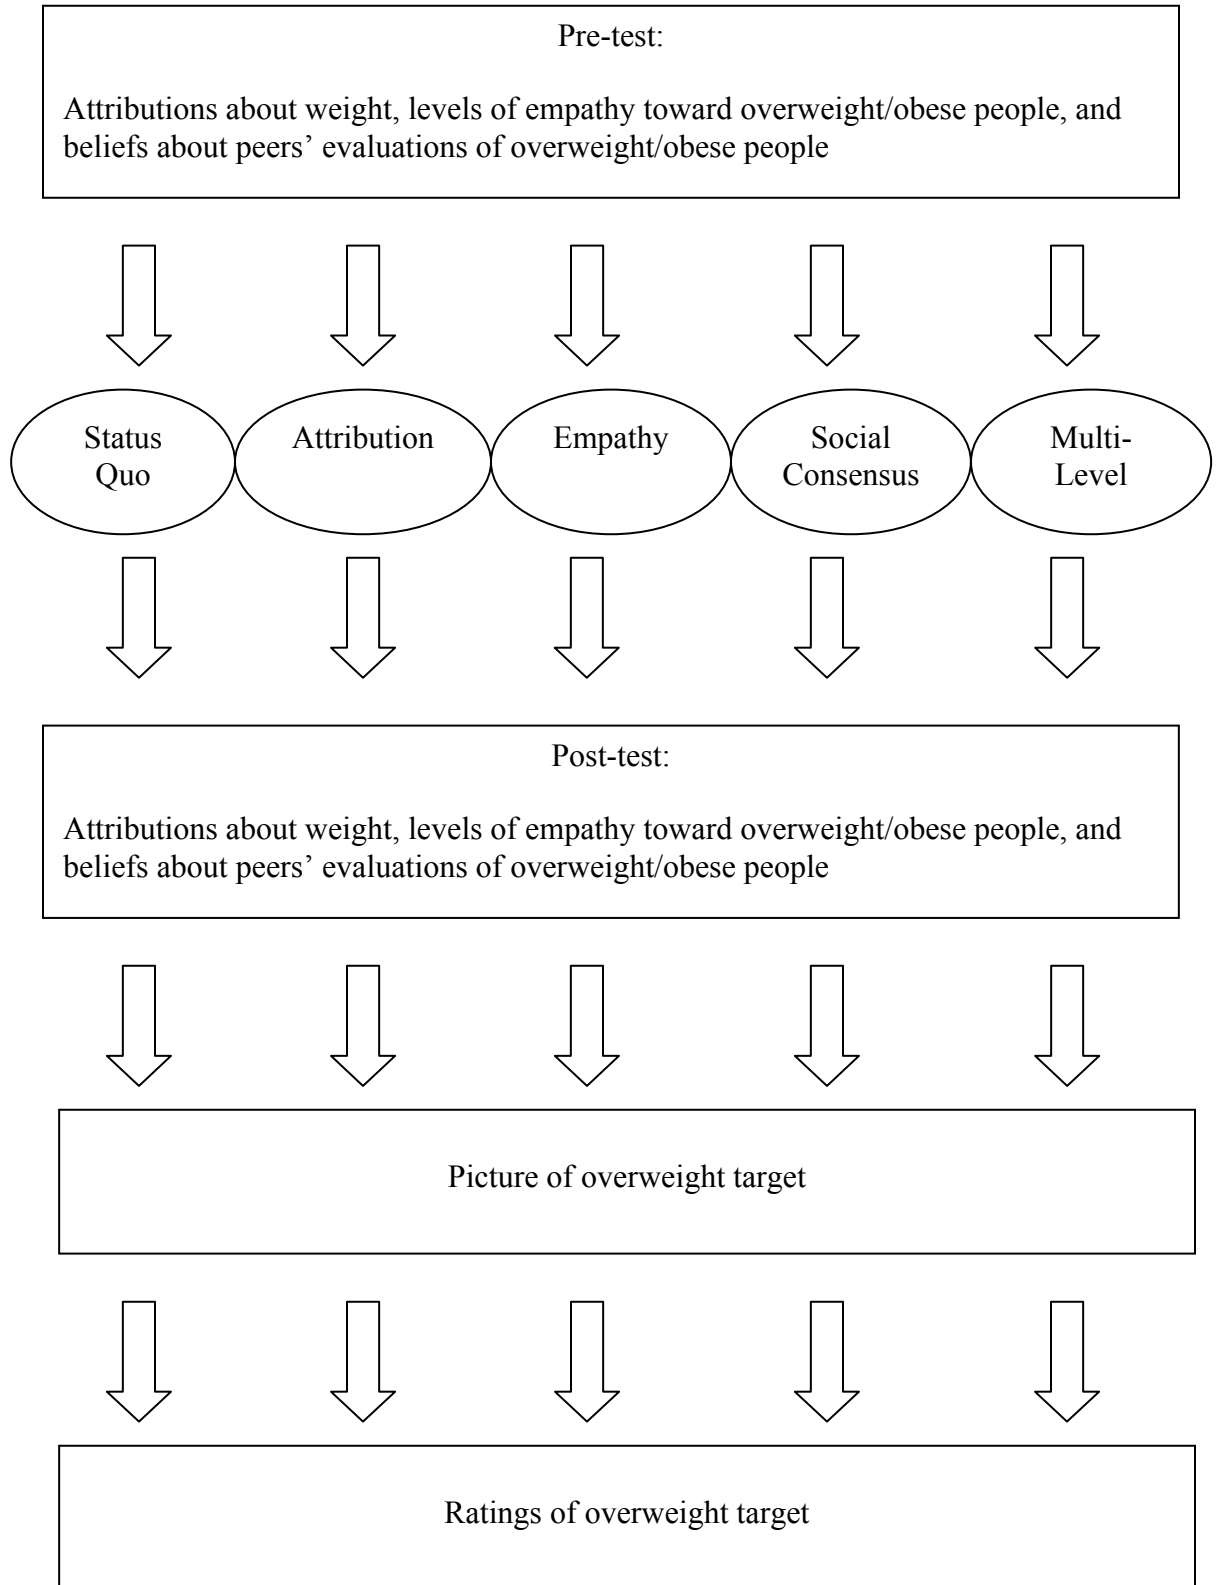 Pre-test:
Attributions about weight, levels of empathy toward overweight/obese people, and
beliefs about peers’ evaluations of overweight/obese people
Status
Quo
Attribution
Empathy
Social
Consensus
Multi-
Level
Post-test:
Attributions about weight, levels of empathy toward overweight/obese people, and
beliefs about peers’ evaluations of overweight/obese people
Picture of overweight target
Ratings of overweight target